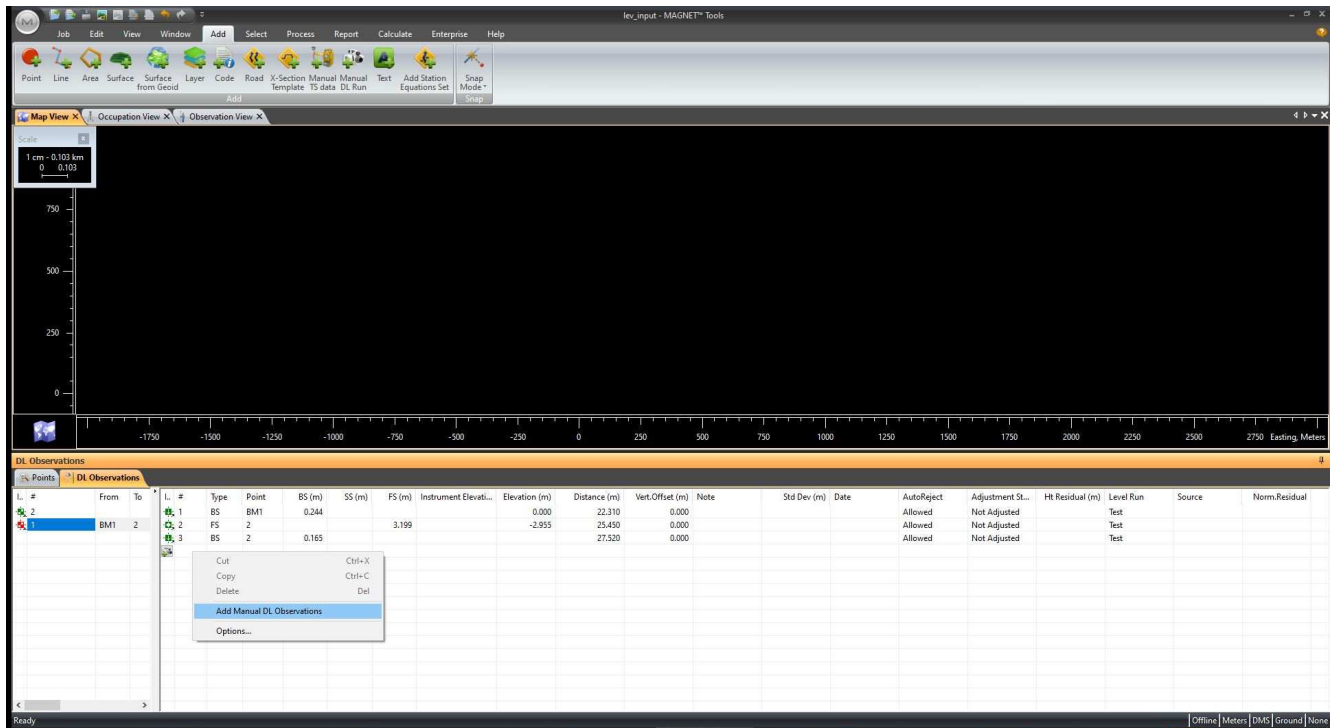 lev_input - MAGNET™ Tools
Job Edit View Window Add Select Process Report Calculate Enterprise Help
Point Line Area Surface Surface from Geoid Layer Code Road X-Section Template Manual TS data Manual DL Run Text Add Station Equations Set Snap Mode
Add Snap
Map View Occupation View Observation View
Scale
1 cm - 0.103 km
0 0.103
750
500
250
0
-1750 -1500 -1250 -1000 -750 -500 -250 0 250 500 750 1000 1250 1500 1750 2000 2250 2500 2750 Easting, Meters
DL Observations
Points DL Observations
I.. # From To I.. # Type Point BS (m) SS (m) FS (m) Instrument Elevati... Elevation (m) Distance (m) Vert.Offset (m) Note Std Dev (m) Date AutoReject Adjustment St... Ht Residual (m) Level Run Source Norm.Residual
2 1 BS BM1 0.244 0.000 22.310 0.000 Allowed Not Adjusted Test
1 BM1 2 2 FS 2 3.199 -2.955 25.450 0.000 Allowed Not Adjusted Test
3 BS 2 0.165 27.520 0.000 Allowed Not Adjusted Test
Cut Ctrl+X
Copy Ctrl+C
Delete Del
Add Manual DL Observations
Options...
Ready Offline Meters DMS Ground None